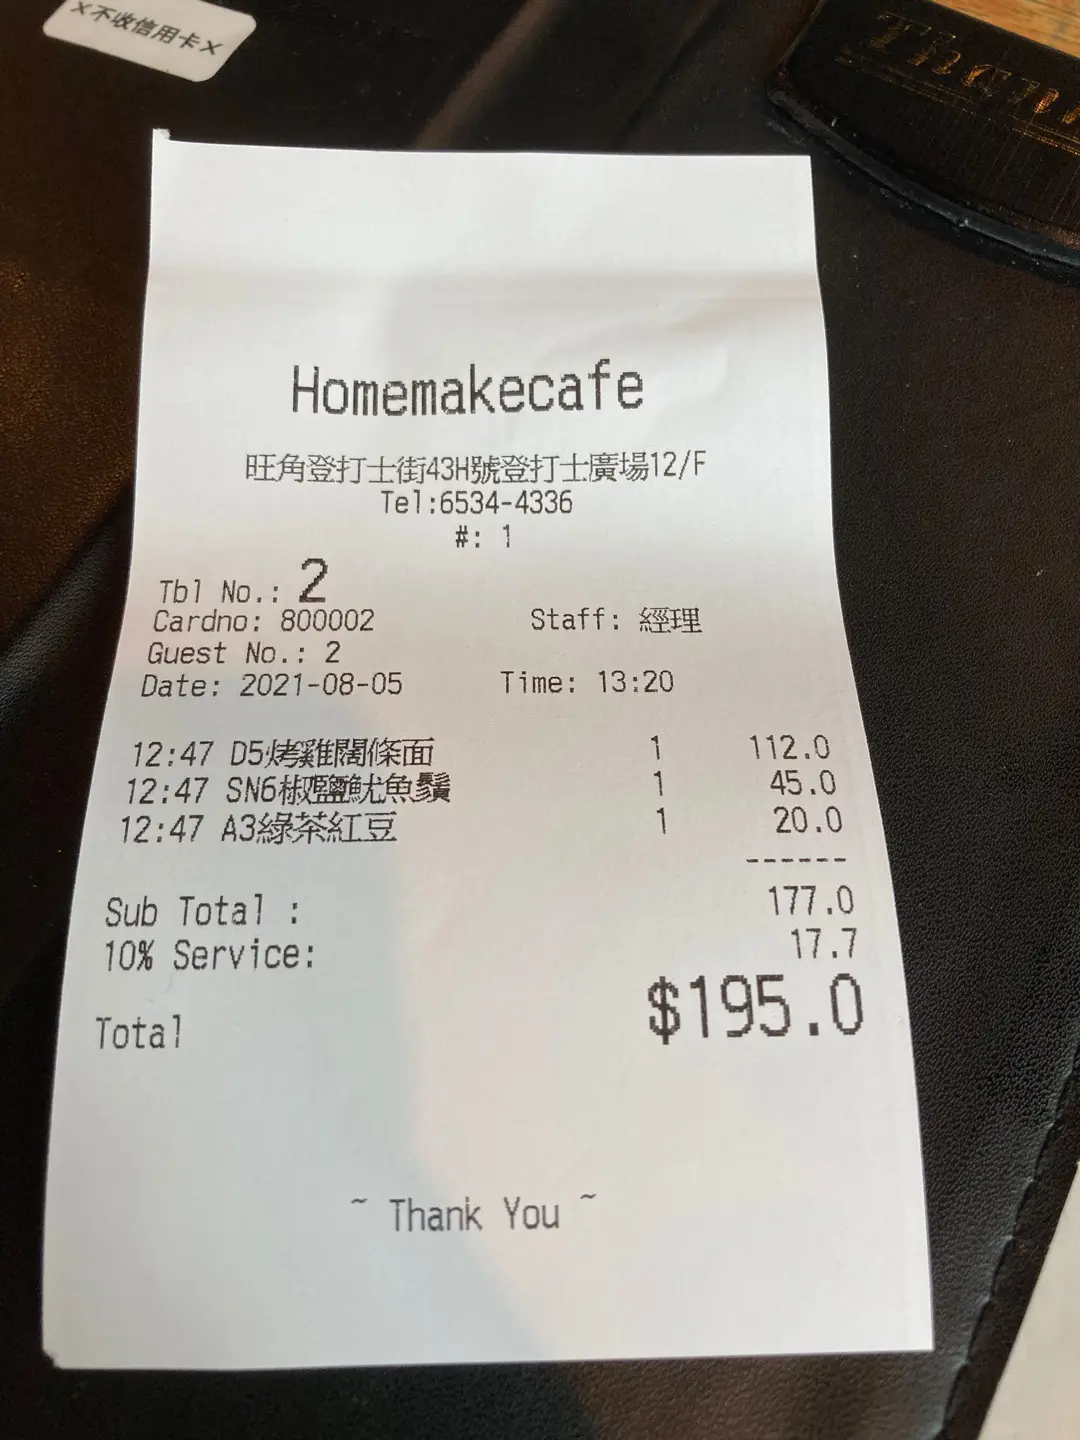 ×不收信用卡×
Homemakecafe
旺角登打士街43H號登打士廣場12/F
Tel:6534-4336
#: 1
Tbl No.: 2
Cardno: 800002 Staff: 經理
Guest No.: 2
Date: 2021-08-05 Time: 13:20
12:47 D5烤雞闊條面 1 112.0
12:47 SN6椒鹽魷魚鬚 1 45.0
12:47 A3綠茶紅豆 1 20.0
------
Sub Total : 177.0
10% Service: 17.7
Total $195.0
~ Thank You ~